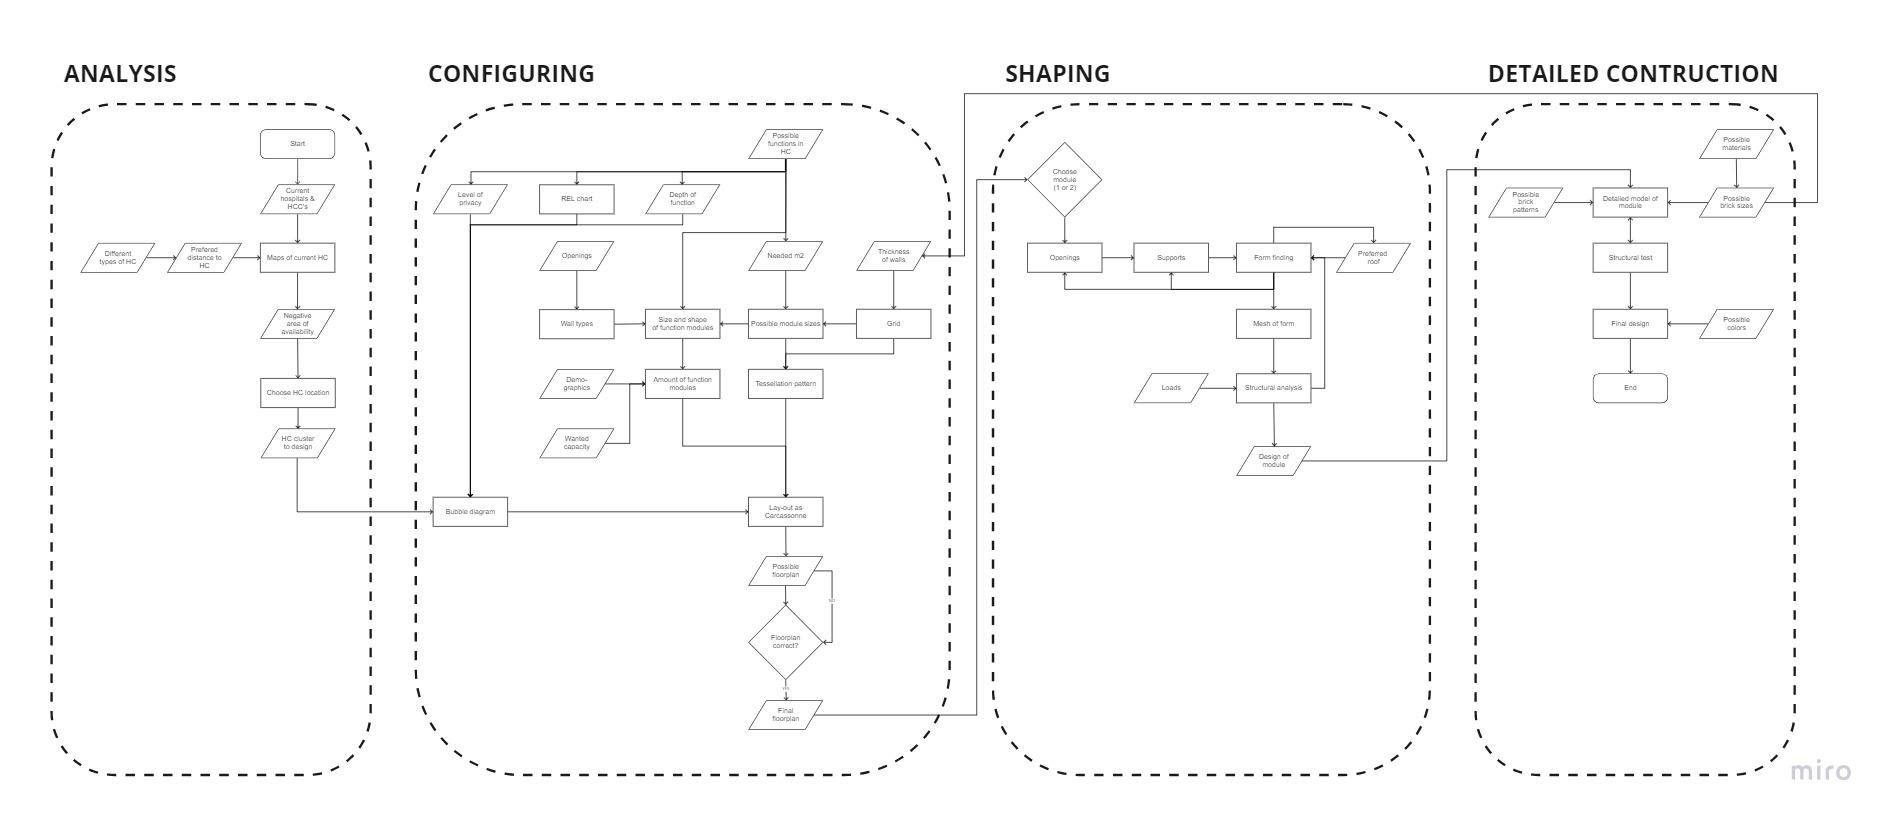 ANALYSIS
Start
Current
hospitals &
HCC's
Different
types of HC
Prefered
distance to
HC
Maps of current HC
Negative
area of
availability
Choose HC location
HC cluster
to design
CONFIGURING
Possible
functions in
HC
Level of
privacy
REL chart
Depth of
function
Openings
Needed m2
Thickness
of walls
Wall types
Size and shape
of function modules
Possible module sizes
Grid
Demo-
graphics
Amount of function
modules
Tessellation pattern
Wanted
capacity
Bubble diagram
Lay-out as
Carcassonne
Possible
floorplan
NO
Floorplan
correct?
YES
Final
floorplan
SHAPING
Choose
module
(1 or 2)
Openings
Supports
Form finding
Preferred
roof
Mesh of form
Loads
Structural analysis
Design of
module
DETAILED CONTRUCTION
Possible
materials
Possible
brick
patterns
Detailed model of
module
Possible
brick sizes
Structural test
Final design
Possible
colors
End
miro